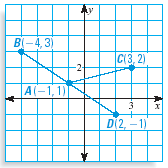 y
B(−4, 3)
C(3, 2)
2
A(−1, 1)
3
x
D(2, −1)